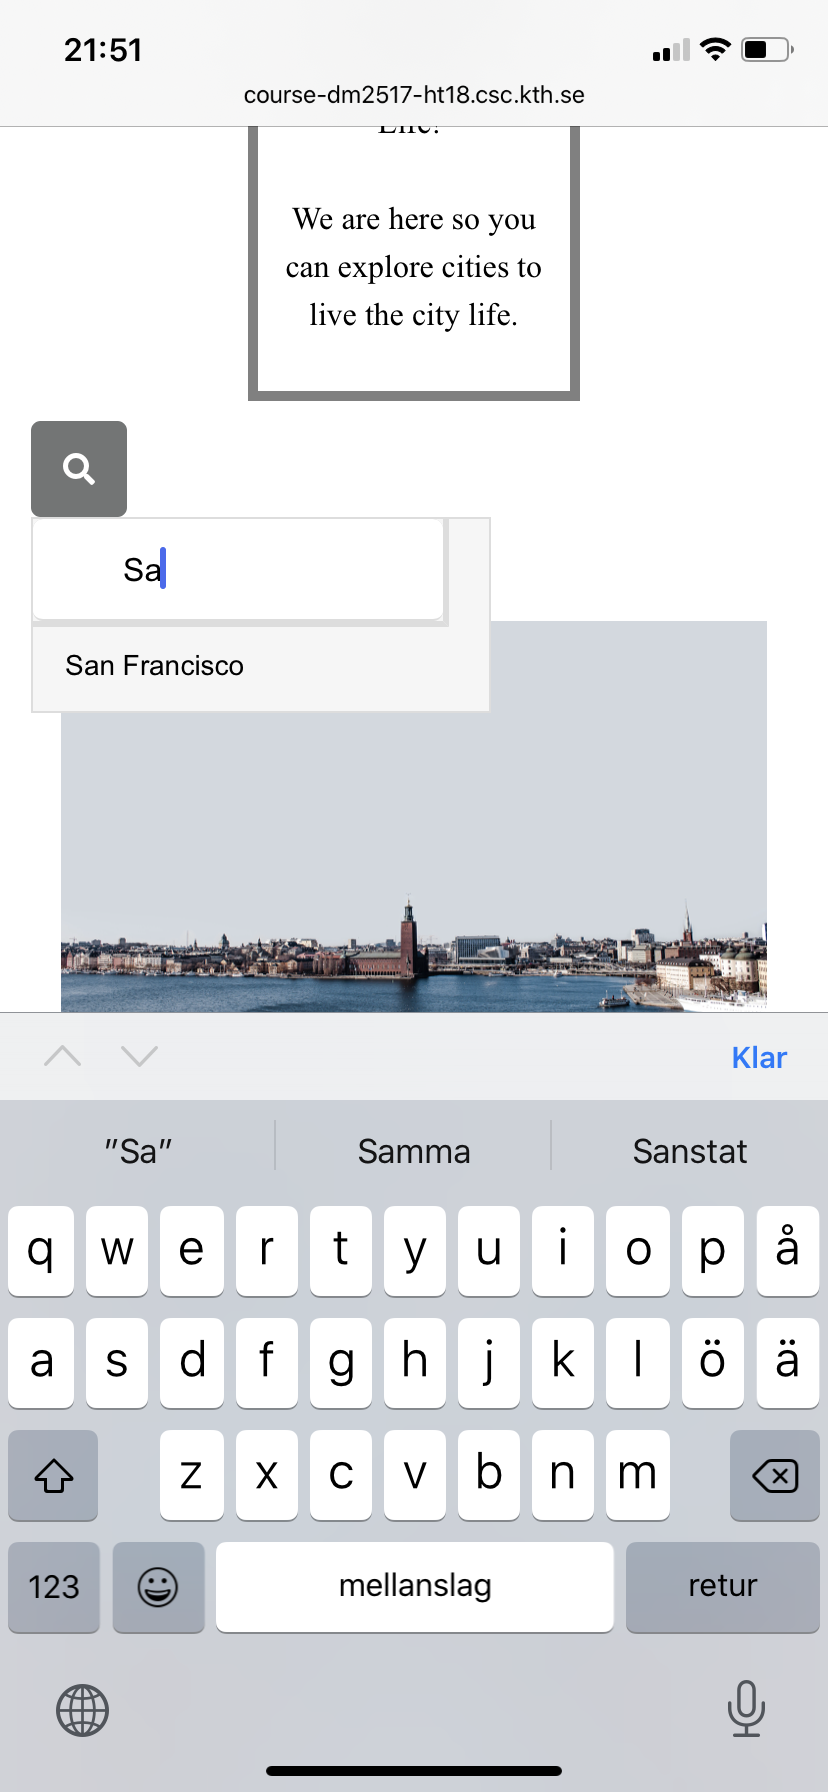 21:51
course-dm2517-ht18.csc.kth.se
Life!
We are here so you
can explore cities to
live the city life.
Sa
San Francisco
Klar
"Sa" Samma Sanstat
q w e r t y u i o p å
a s d f g h j k l ö ä
z x c v b n m
123 mellanslag retur